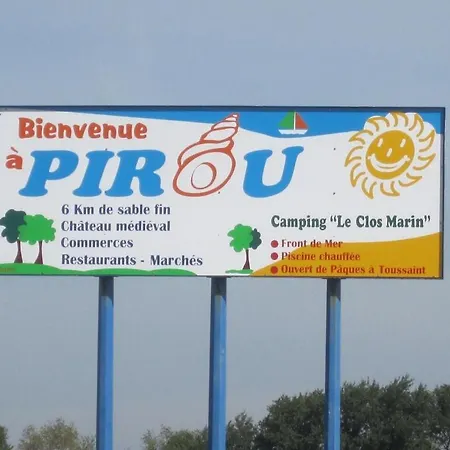 Bienvenue
à PIROU
6 Km de sable fin
Château médiéval
Commerces
Restaurants - Marchés
Camping "Le Clos Marin"
• Front de Mer
• Piscine chauffée
• Ouvert de Pâques à Toussaint